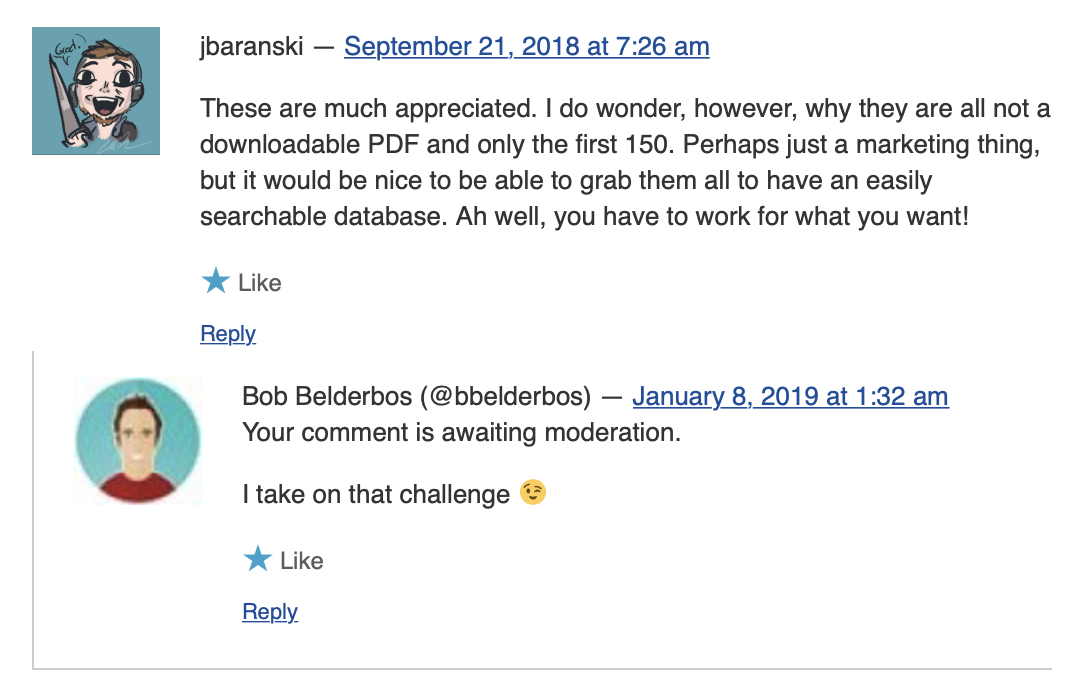 Great.
jbaranski — September 21, 2018 at 7:26 am
These are much appreciated. I do wonder, however, why they are all not a
downloadable PDF and only the first 150. Perhaps just a marketing thing,
but it would be nice to be able to grab them all to have an easily
searchable database. Ah well, you have to work for what you want!
Like
Reply
Bob Belderbos (@bbelderbos) — January 8, 2019 at 1:32 am
Your comment is awaiting moderation.
I take on that challenge 😉
Like
Reply